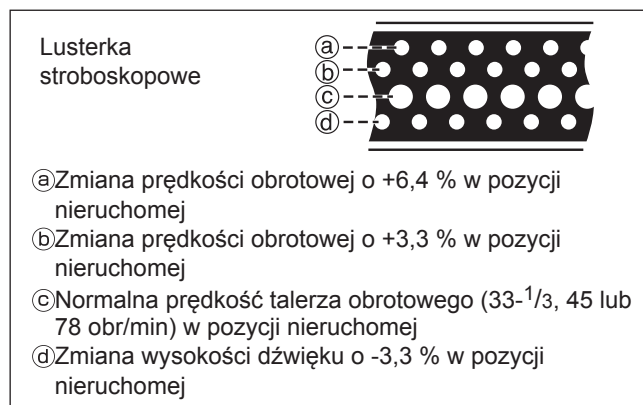 Lusterka
stroboskopowe
ⓐ
ⓑ
ⓒ
ⓓ
ⓐZmiana prędkości obrotowej o +6,4 % w pozycji
nieruchomej
ⓑZmiana prędkości obrotowej o +3,3 % w pozycji
nieruchomej
ⓒNormalna prędkość talerza obrotowego (33-1/3, 45 lub
78 obr/min) w pozycji nieruchomej
ⓓZmiana wysokości dźwięku o -3,3 % w pozycji
nieruchomej